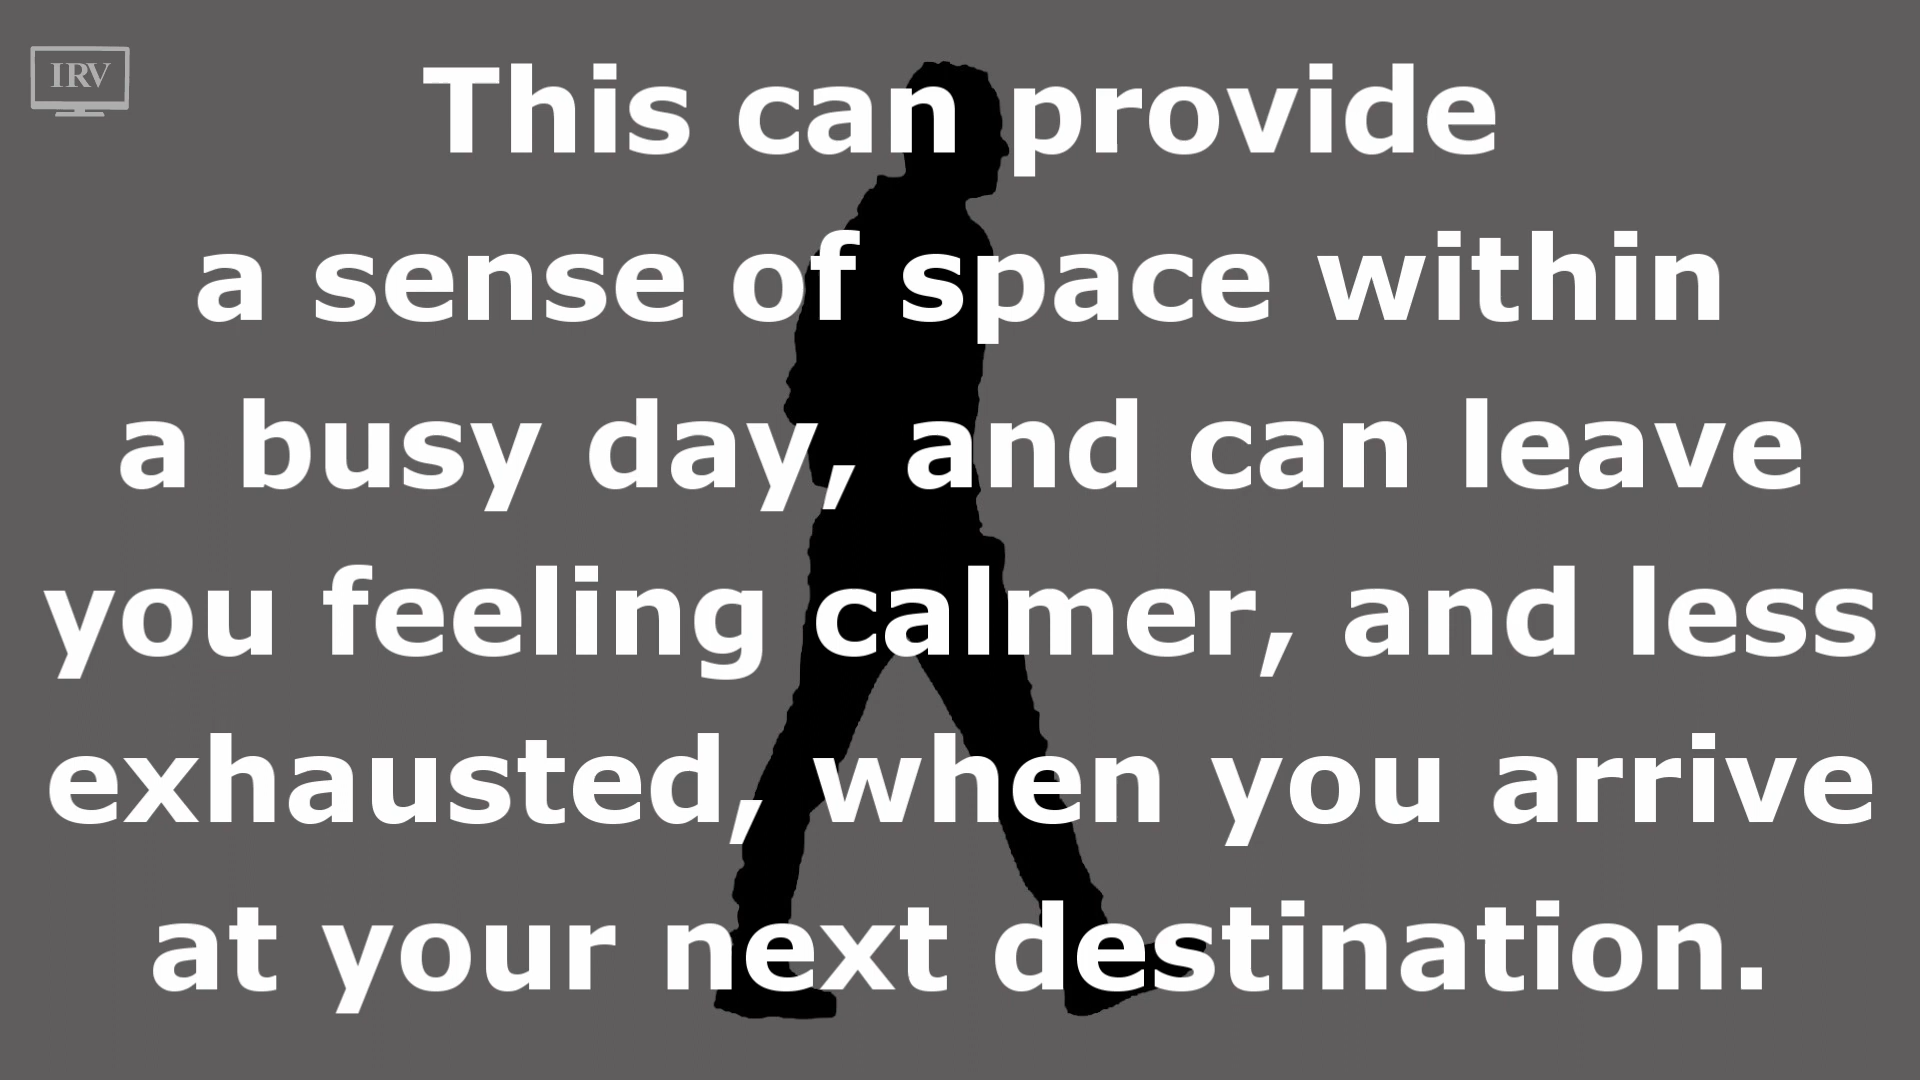 IRV
This can provide
a sense of space within
a busy day, and can leave
you feeling calmer, and less
exhausted, when you arrive
at your next destination.